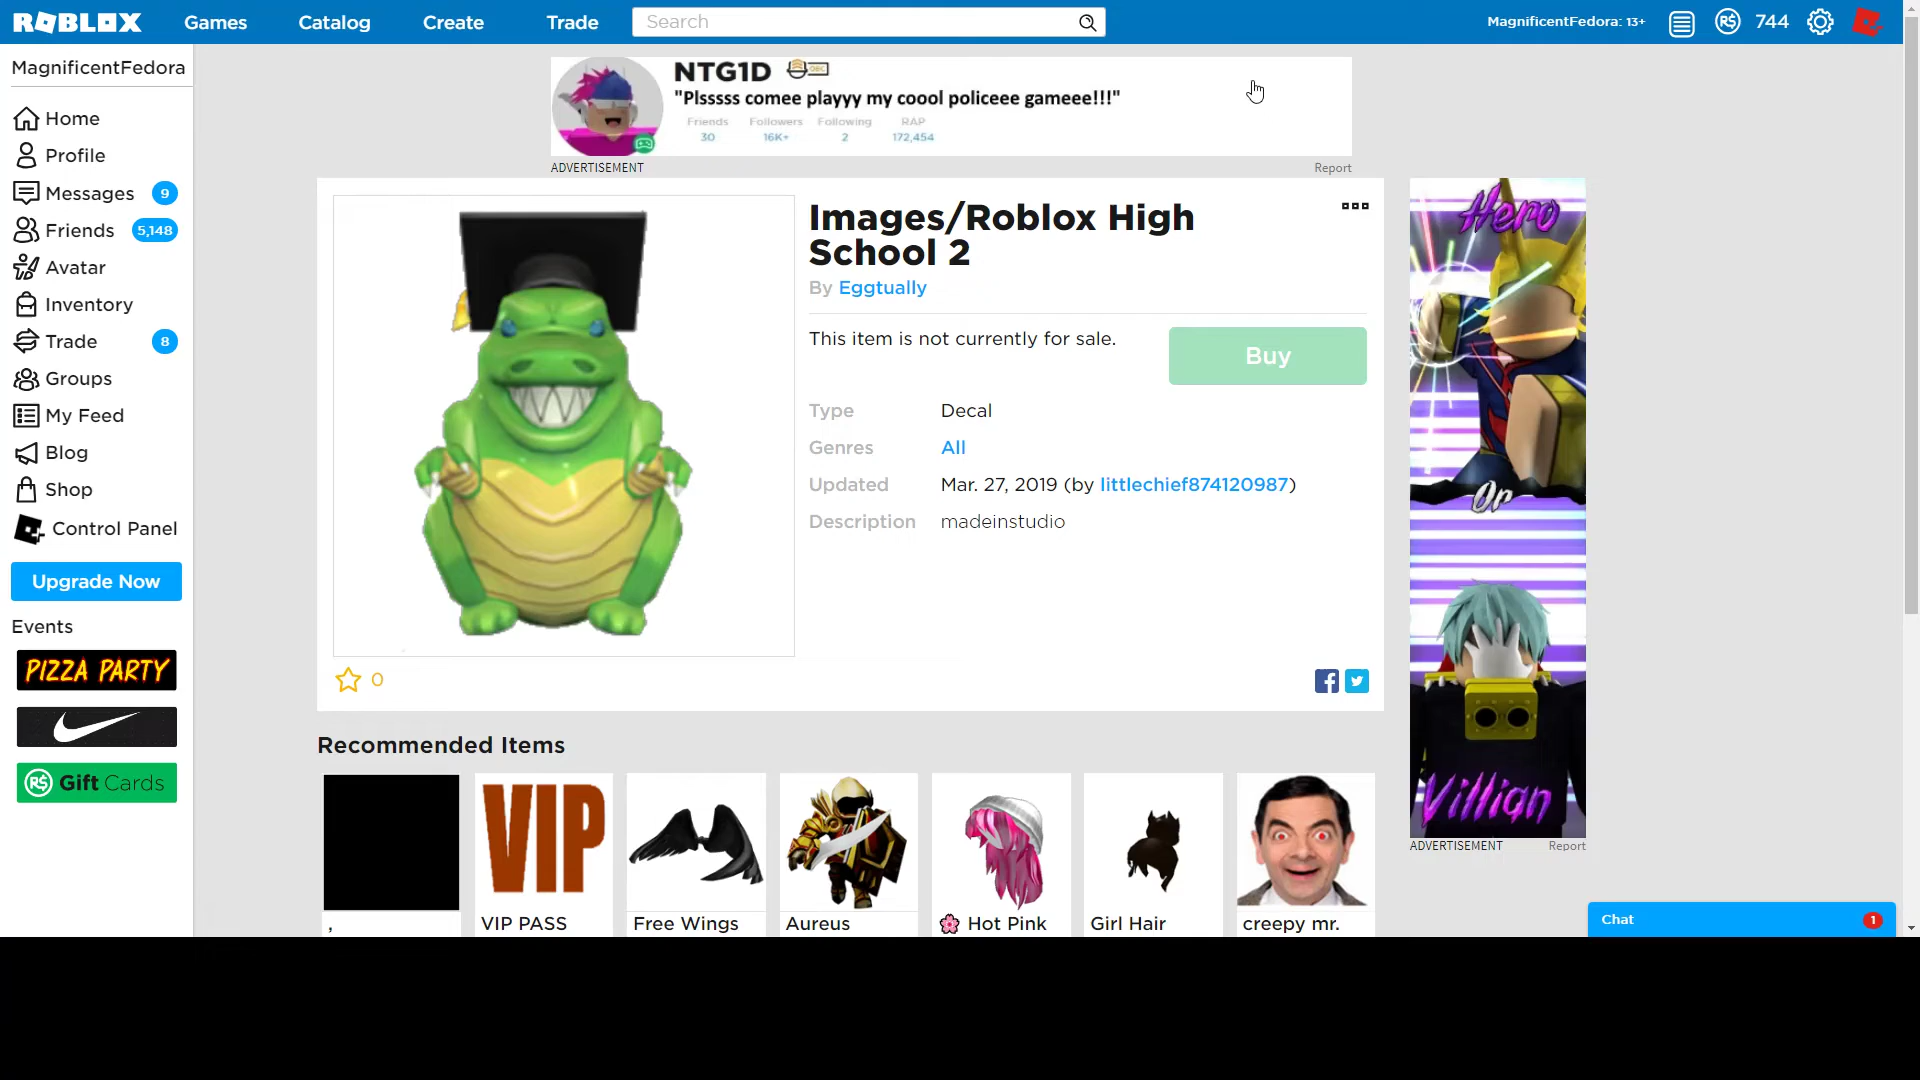 ROBLOX
Games
Catalog
Create
Trade
Search
MagnificentFedora: 13+
744
MagnificentFedora
Home
Profile
Messages 9
Friends 5,148
Avatar
Inventory
Trade 8
Groups
My Feed
Blog
Shop
Control Panel
Upgrade Now
Events
PIZZA PARTY
Gift Cards
NTG1D OBC
"Plsssss comee playyy my coool policeee gameee!!!"
Friends Followers Following RAP
30 16K+ 2 172,454
ADVERTISEMENT Report
Images/Roblox High
School 2
By Eggtually
This item is not currently for sale.
Buy
Type Decal
Genres All
Updated Mar. 27, 2019 (by littlechief874120987)
Description madeinstudio
0
Hero
Or
Villian
ADVERTISEMENT Report
Recommended Items
VIP
,
VIP PASS
Free Wings
Aureus
🌸 Hot Pink
Girl Hair
creepy mr.
Chat 1